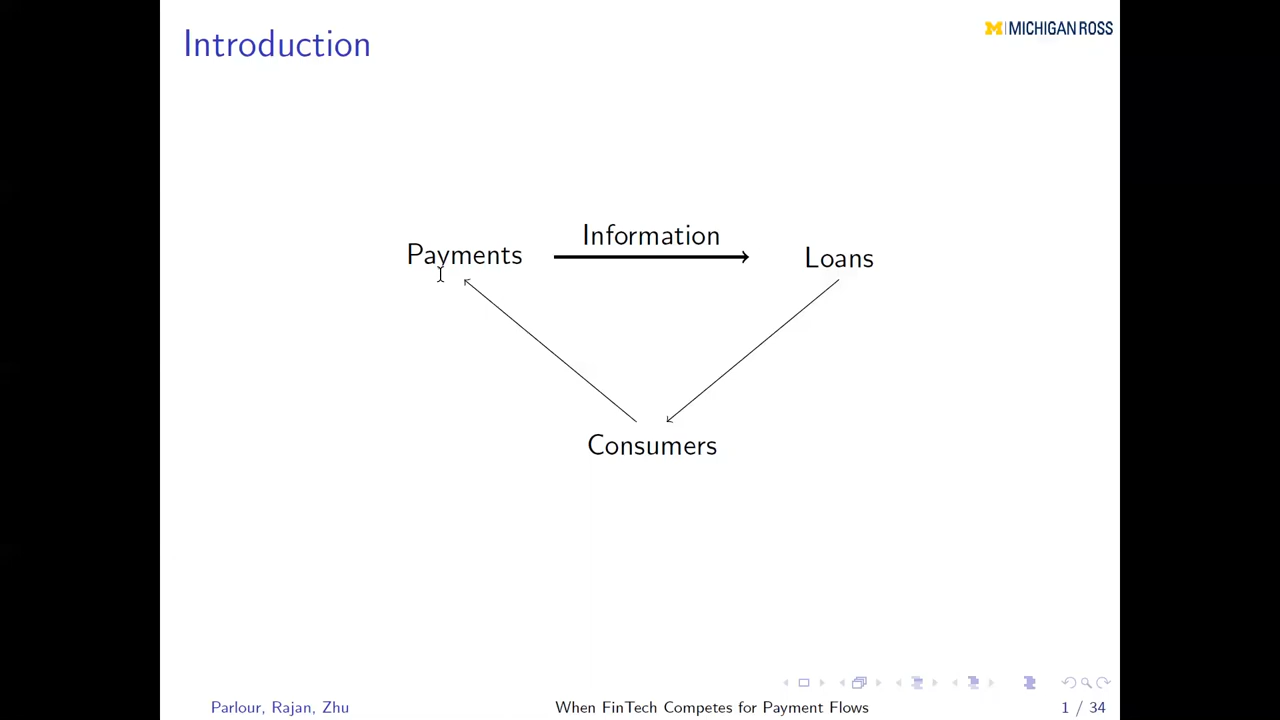 Introduction
M|MICHIGAN ROSS
Information
Payments
Loans
Consumers
Parlour, Rajan, Zhu
When FinTech Competes for Payment Flows
1 / 34